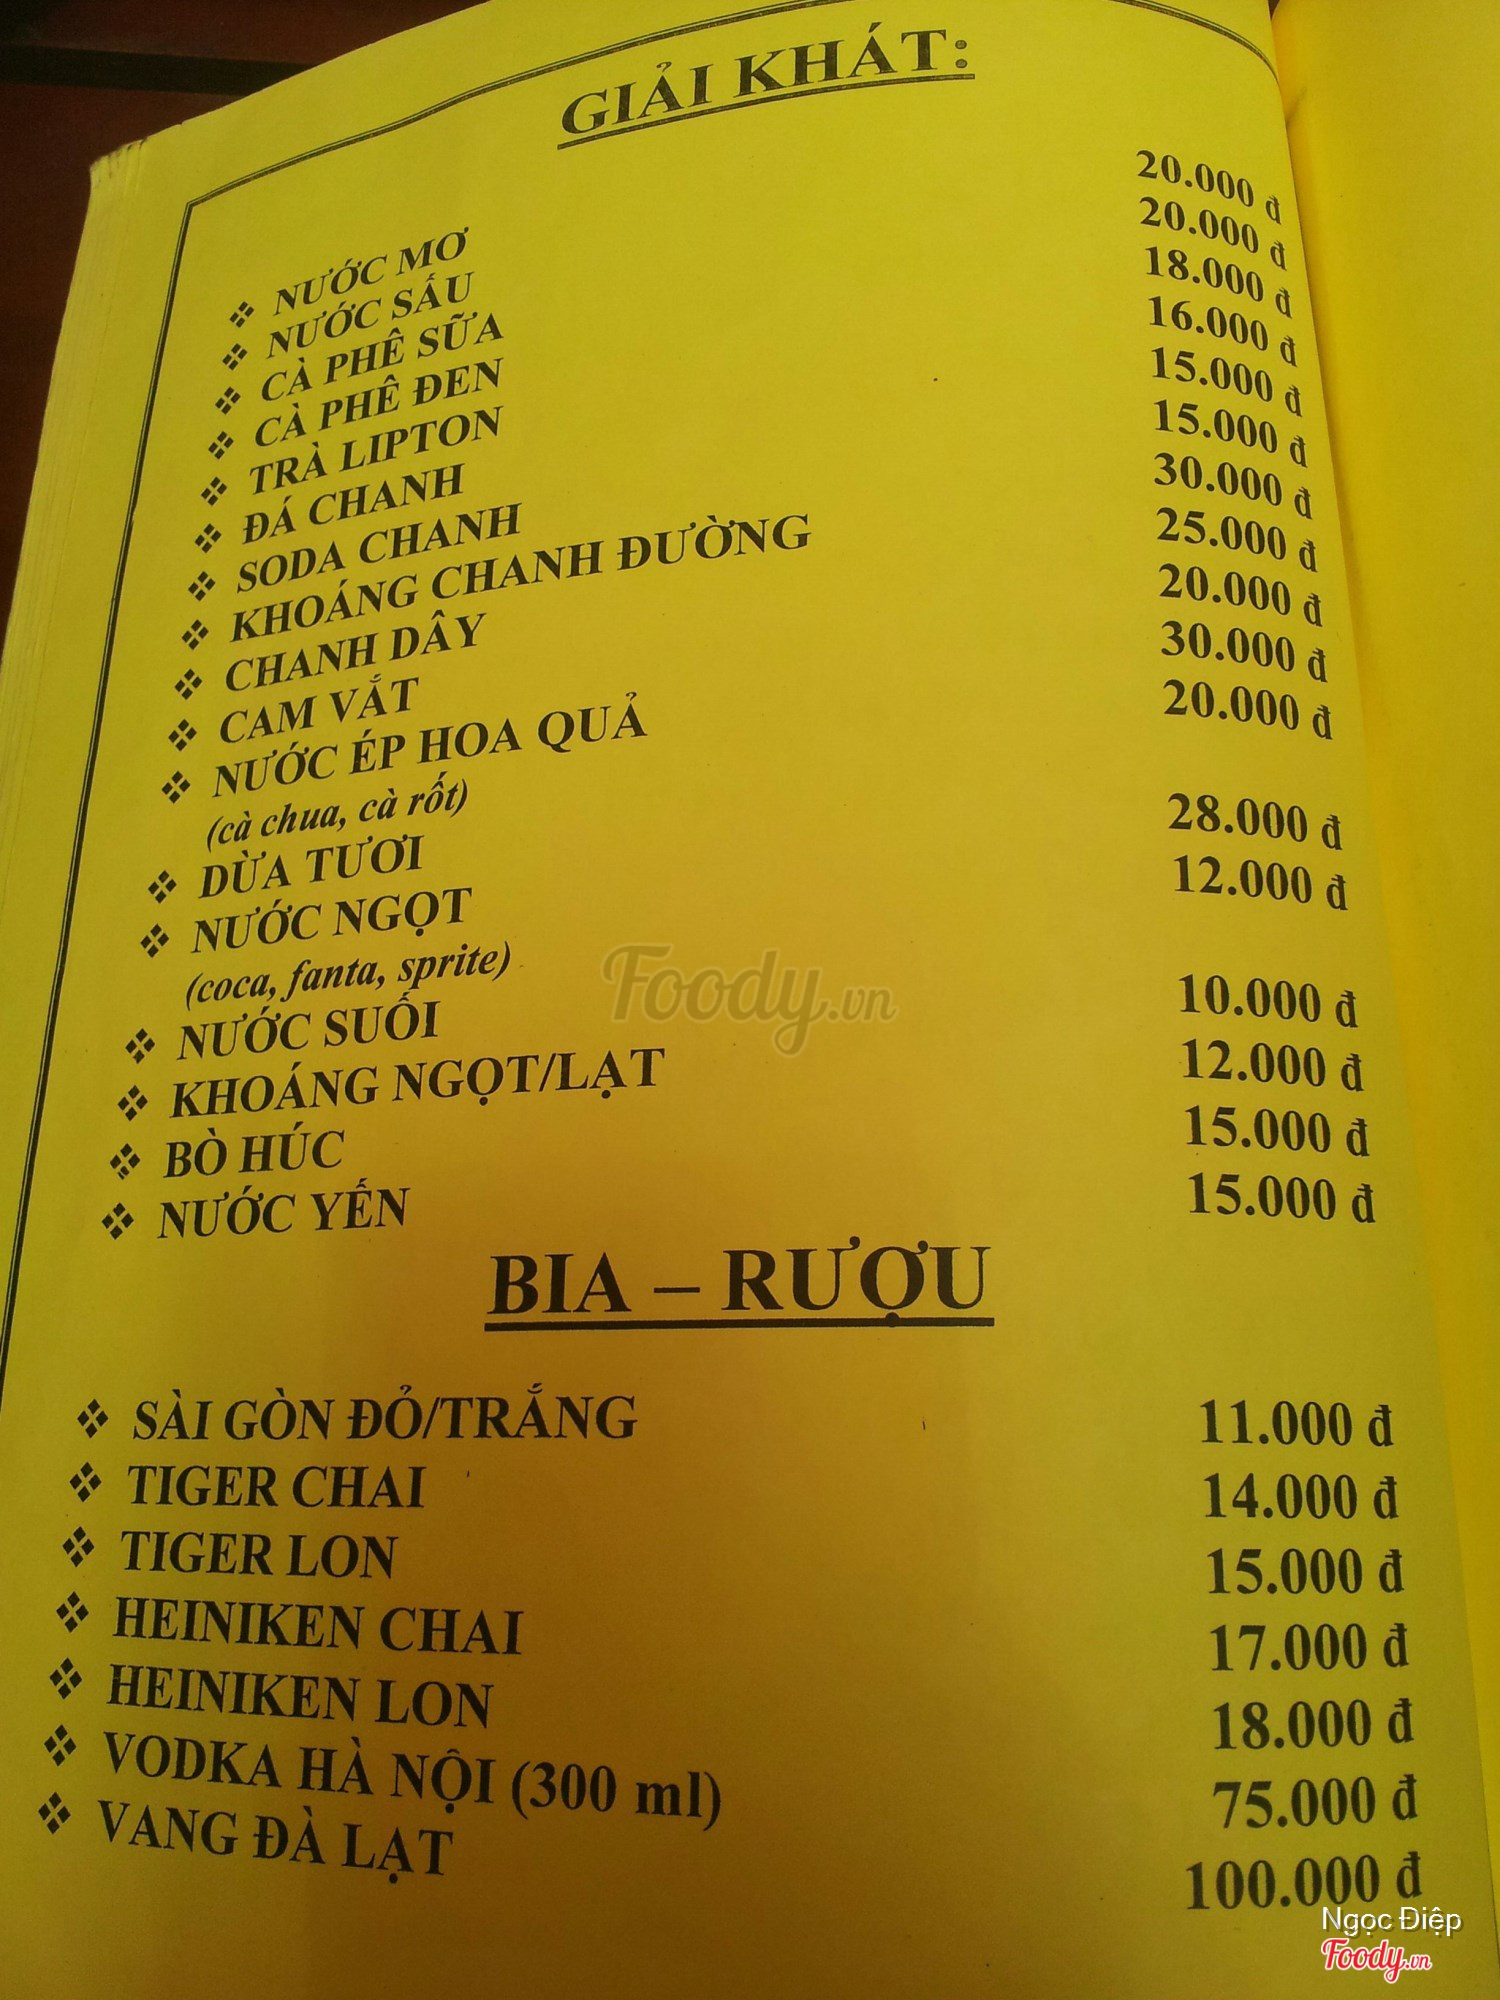 GIẢI KHÁT:
❖ NƯỚC MƠ 20.000 đ
❖ NƯỚC SẤU 20.000 đ
❖ CÀ PHÊ SỮA 18.000 đ
❖ CÀ PHÊ ĐEN 16.000 đ
❖ TRÀ LIPTON 15.000 đ
❖ ĐÁ CHANH 15.000 đ
❖ SODA CHANH 30.000 đ
❖ KHOÁNG CHANH ĐƯỜNG 25.000 đ
❖ CHANH DÂY 20.000 đ
❖ CAM VẮT 30.000 đ
❖ NƯỚC ÉP HOA QUẢ 20.000 đ
(cà chua, cà rốt)
❖ DỪA TƯƠI 28.000 đ
❖ NƯỚC NGỌT 12.000 đ
(coca, fanta, sprite)
❖ NƯỚC SUỐI 10.000 đ
❖ KHOÁNG NGỌT/LẠT 12.000 đ
❖ BÒ HÚC 15.000 đ
❖ NƯỚC YẾN 15.000 đ
BIA – RƯỢU
❖ SÀI GÒN ĐỎ/TRẮNG 11.000 đ
❖ TIGER CHAI 14.000 đ
❖ TIGER LON 15.000 đ
❖ HEINIKEN CHAI 17.000 đ
❖ HEINIKEN LON 18.000 đ
❖ VODKA HÀ NỘI (300 ml) 75.000 đ
❖ VANG ĐÀ LẠT 100.000 đ
Foody.vn
Ngọc Điệp
Foody.vn